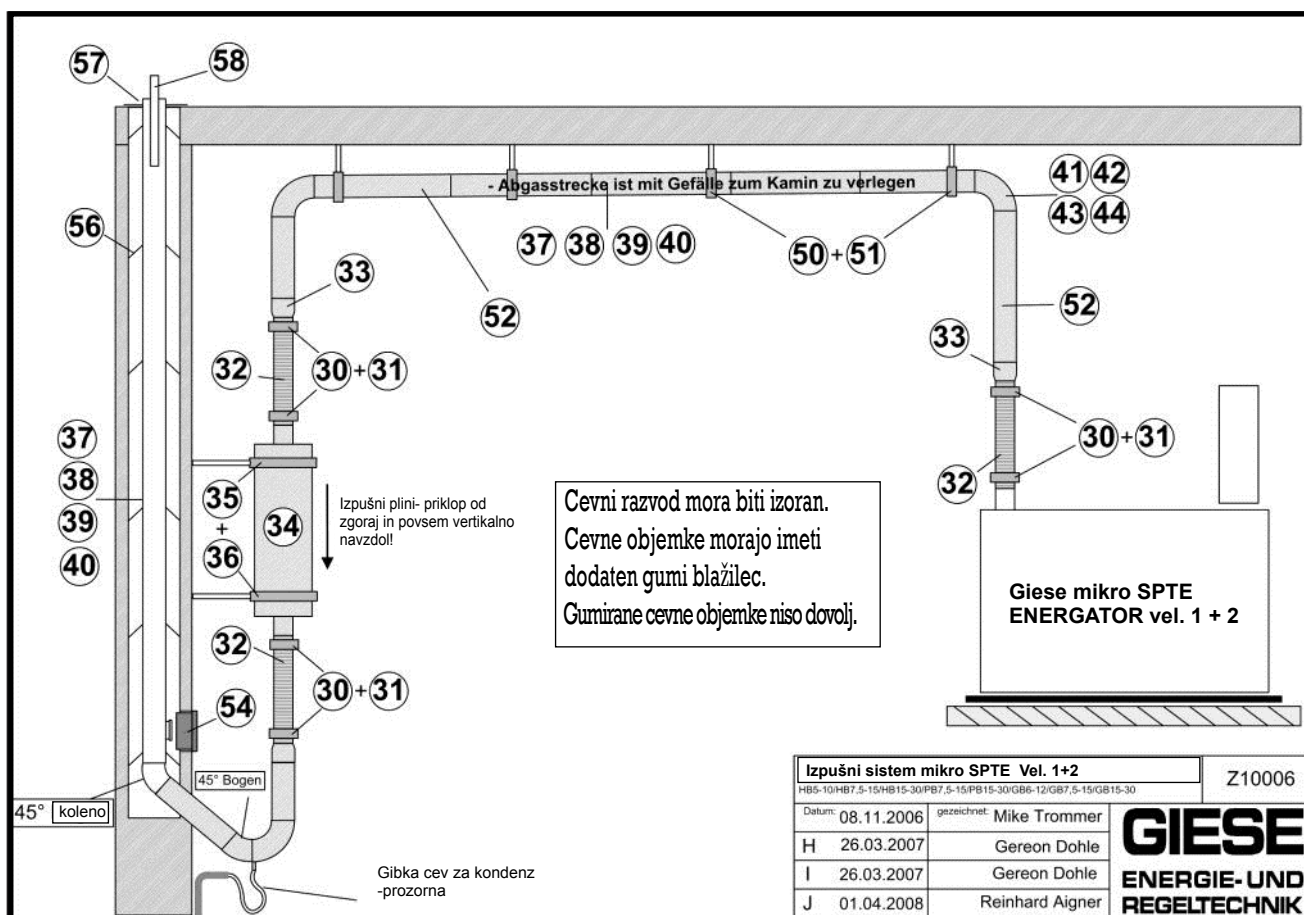 57
58
56
- Abgasstrecke ist mit Gefälle zum Kamin zu verlegen
41 42
43 44
37 38 39 40
50 + 51
33
52
52
33
32
30 + 31
30 + 31
32
37
38
39
40
35
+
36
34
Izpušni plini- priklop od
zgoraj in povsem vertikalno
navzdol!
Cevni razvod mora biti izoran.
Cevne objemke morajo imeti
dodaten gumi blažilec.
Gumirane cevne objemke niso dovolj.
Giese mikro SPTE
ENERGATOR vel. 1 + 2
32
30 + 31
54
45° Bogen
45° koleno
Gibka cev za kondenz
-prozorna
Izpušni sistem mikro SPTE Vel. 1+2
HB5-10/HB7,5-15/HB15-30/PB7,5-15/PB15-30/GB6-12/GB7,5-15/GB15-30
Z10006
Datum: 08.11.2006 gezeichnet: Mike Trommer
H 26.03.2007 Gereon Dohle
I 26.03.2007 Gereon Dohle
J 01.04.2008 Reinhard Aigner
GIESE
ENERGIE- UND
REGELTECHNIK